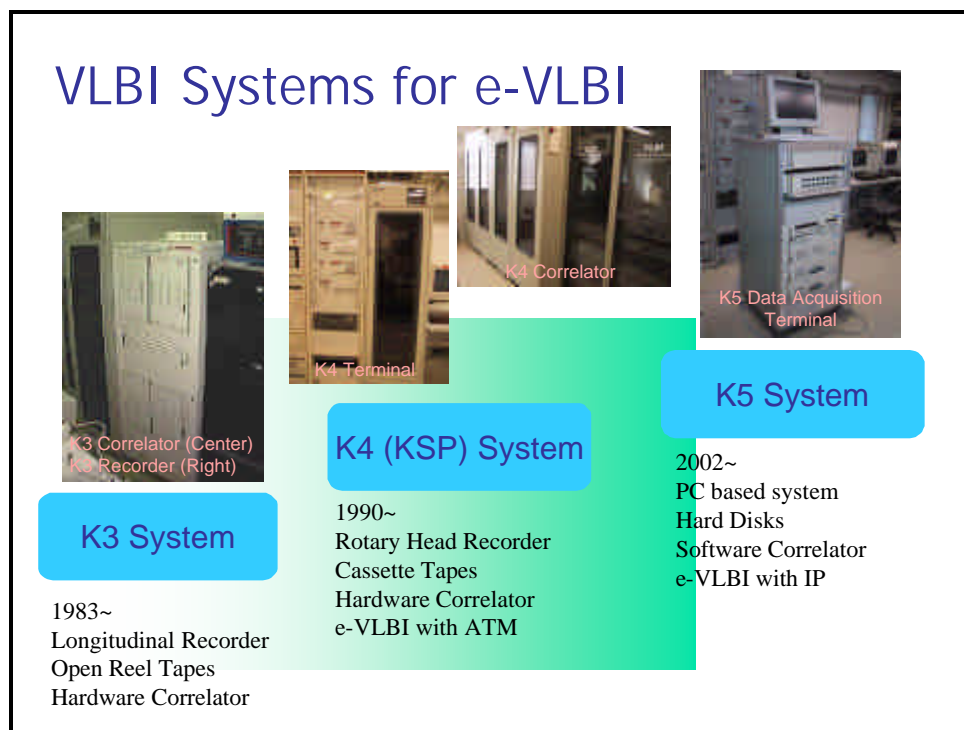 VLBI Systems for e-VLBI
K3 Correlator (Center)
K3 Recorder (Right)
K3 System
1983~
Longitudinal Recorder
Open Reel Tapes
Hardware Correlator
K4 Terminal
K4 Correlator
K4 (KSP) System
1990~
Rotary Head Recorder
Cassette Tapes
Hardware Correlator
e-VLBI with ATM
K5 Data Acquisition
Terminal
K5 System
2002~
PC based system
Hard Disks
Software Correlator
e-VLBI with IP